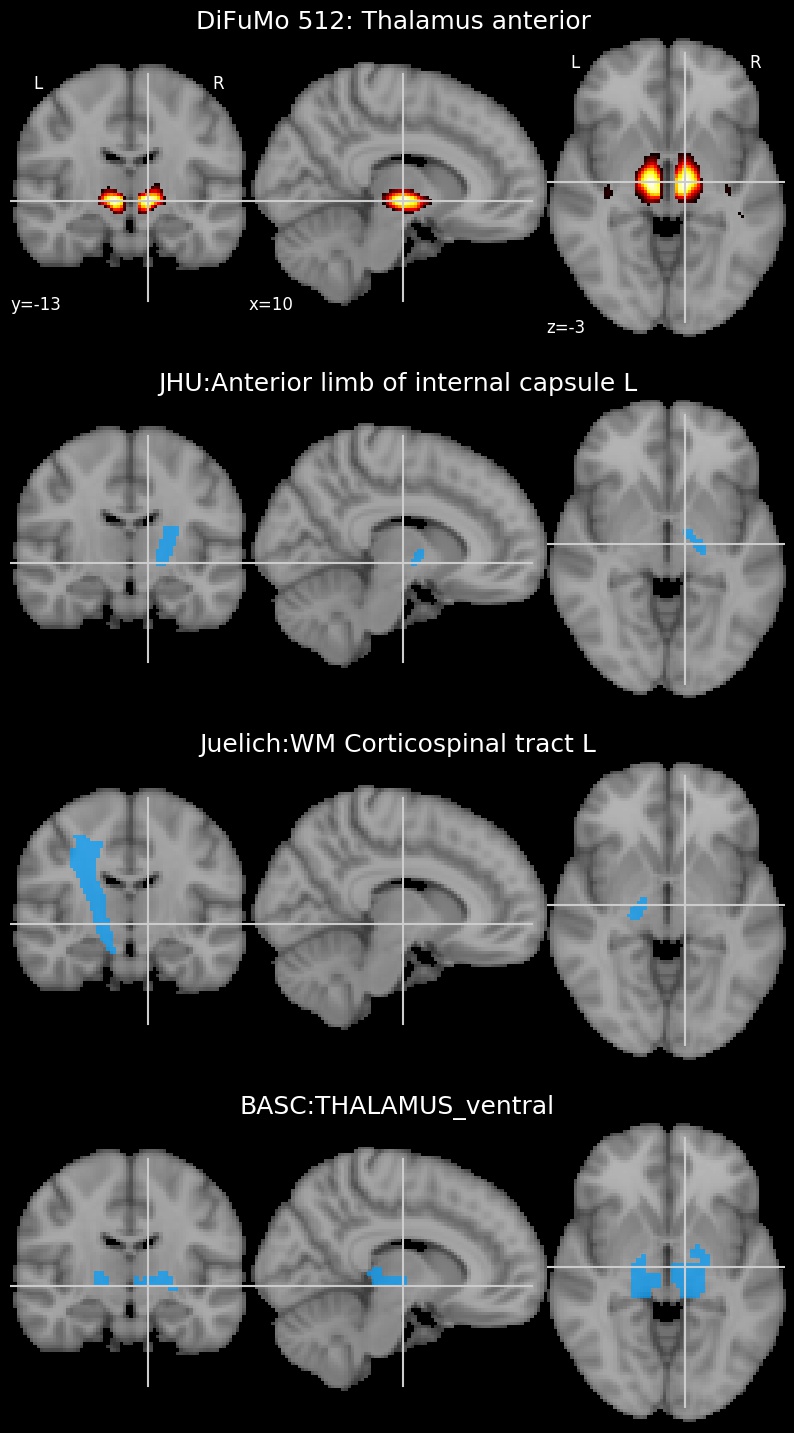 DiFuMo 512: Thalamus anterior
L R L R
y=-13 x=10 z=-3
JHU:Anterior limb of internal capsule L
Juelich:WM Corticospinal tract L
BASC:THALAMUS_ventral